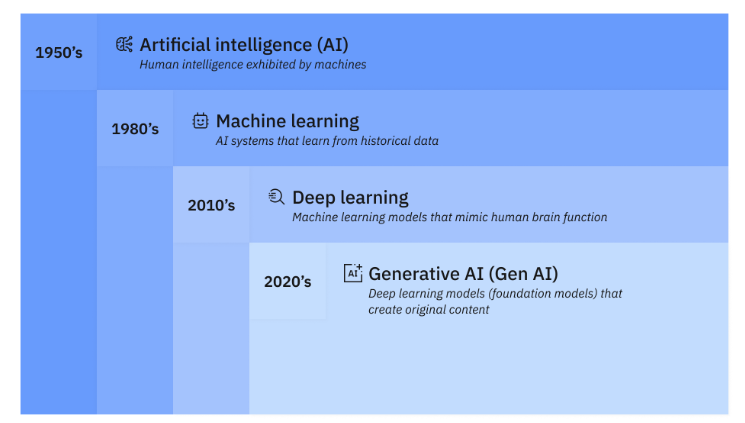 1950's
Artificial intelligence (AI)
Human intelligence exhibited by machines
1980's
Machine learning
AI systems that learn from historical data
2010's
Deep learning
Machine learning models that mimic human brain function
2020's
AI
Generative AI (Gen AI)
Deep learning models (foundation models) that
create original content